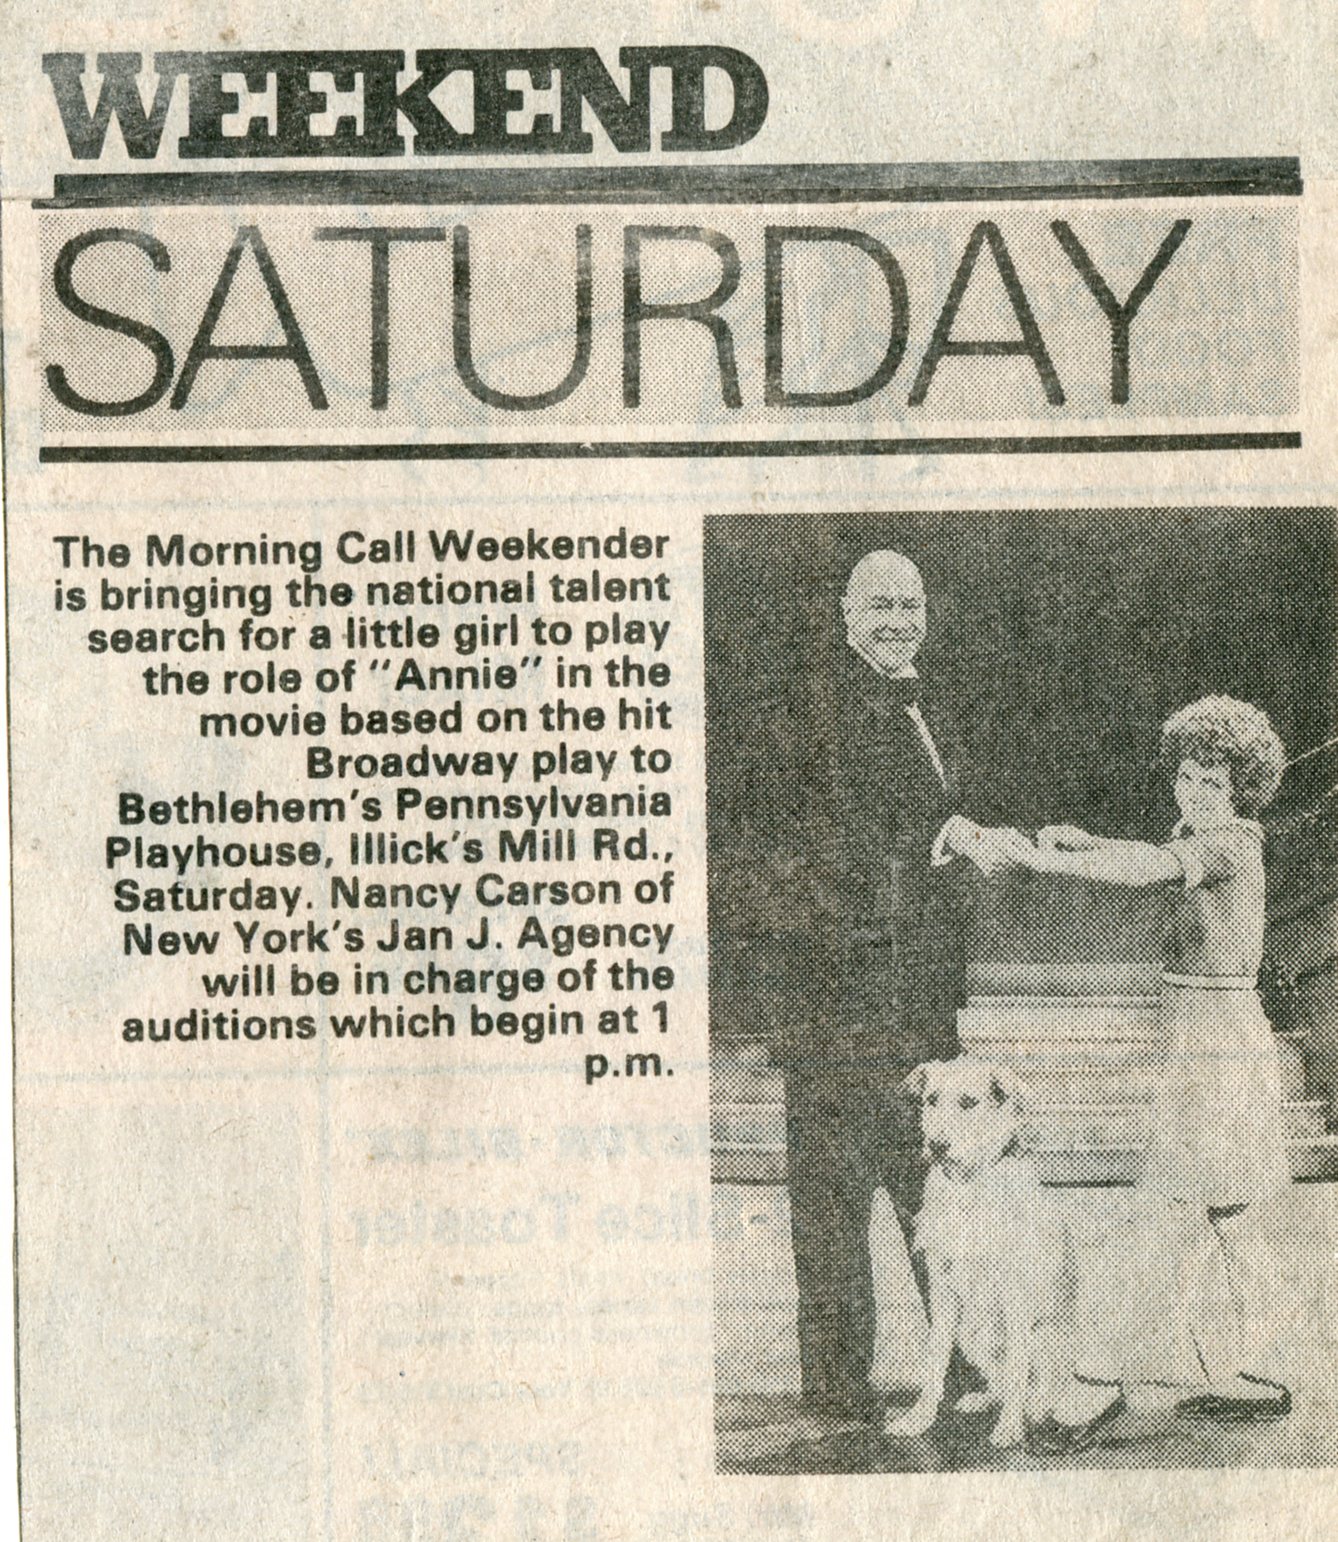 WEEKEND
SATURDAY
The Morning Call Weekender
is bringing the national talent
search for a little girl to play
the role of "Annie" in the
movie based on the hit
Broadway play to
Bethlehem's Pennsylvania
Playhouse, Illick's Mill Rd.,
Saturday. Nancy Carson of
New York's Jan J. Agency
will be in charge of the
auditions which begin at 1
p.m.